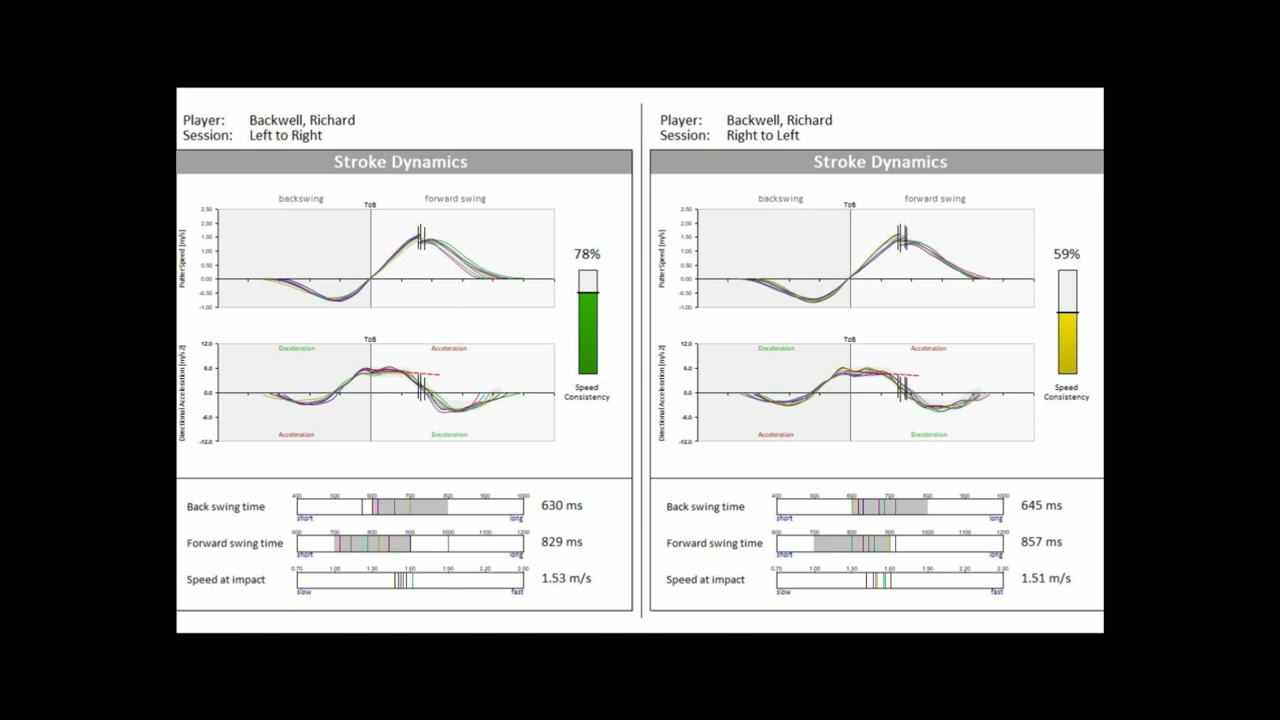 Player: Backwell, Richard
Session: Left to Right
Stroke Dynamics
backswing
forward swing
ToB
2.50
2.00
1.50
1.00
0.50
0.00
-0.50
-1.00
Putter Speed [m/s]
78%
Speed
Consistency
ToB
12.0
6.0
0.0
-6.0
-12.0
Directional Acceleration [m/s2]
Deceleration
Acceleration
Acceleration
Deceleration
Back swing time
400 500 600 700 800 900 1000
short long
630 ms
Forward swing time
600 700 800 900 1000 1100 1200
short long
829 ms
Speed at impact
0.70 1.00 1.30 1.60 1.90 2.20 2.50
slow fast
1.53 m/s
Player: Backwell, Richard
Session: Right to Left
Stroke Dynamics
backswing
forward swing
ToB
2.50
2.00
1.50
1.00
0.50
0.00
-0.50
-1.00
Putter Speed [m/s]
59%
Speed
Consistency
ToB
12.0
6.0
0.0
-6.0
-12.0
Directional Acceleration [m/s2]
Deceleration
Acceleration
Acceleration
Deceleration
Back swing time
400 500 600 700 800 900 1000
short long
645 ms
Forward swing time
600 700 800 900 1000 1100 1200
short long
857 ms
Speed at impact
0.70 1.00 1.30 1.60 1.90 2.20 2.50
slow fast
1.51 m/s